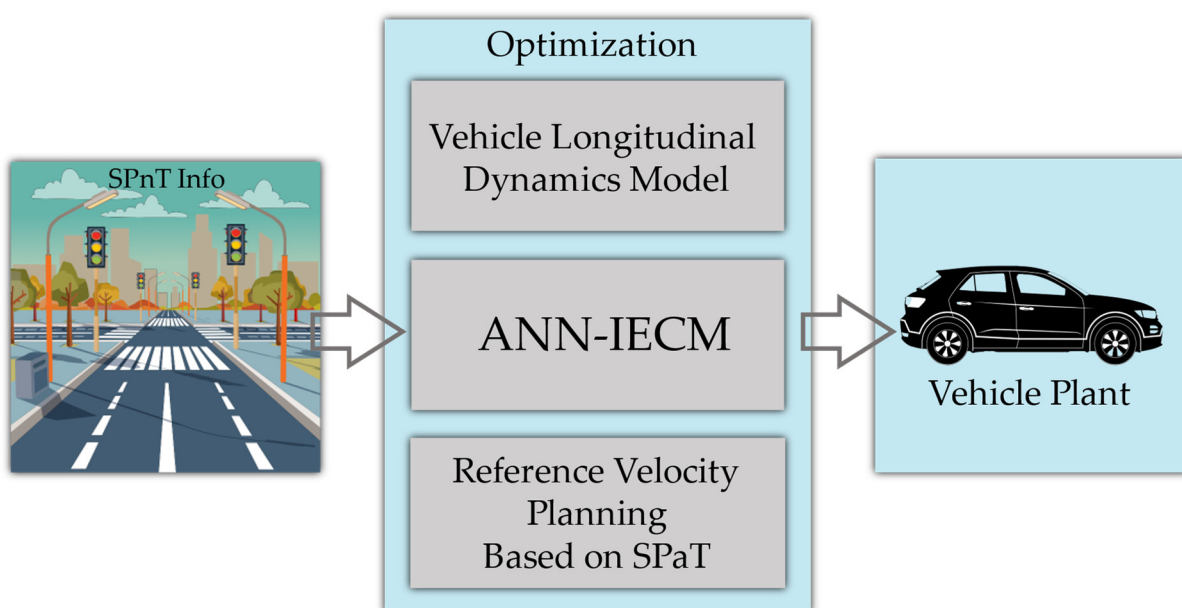 SPnT Info
Optimization
Vehicle Longitudinal
Dynamics Model
ANN-IECM
Reference Velocity
Planning
Based on SPaT
Vehicle Plant